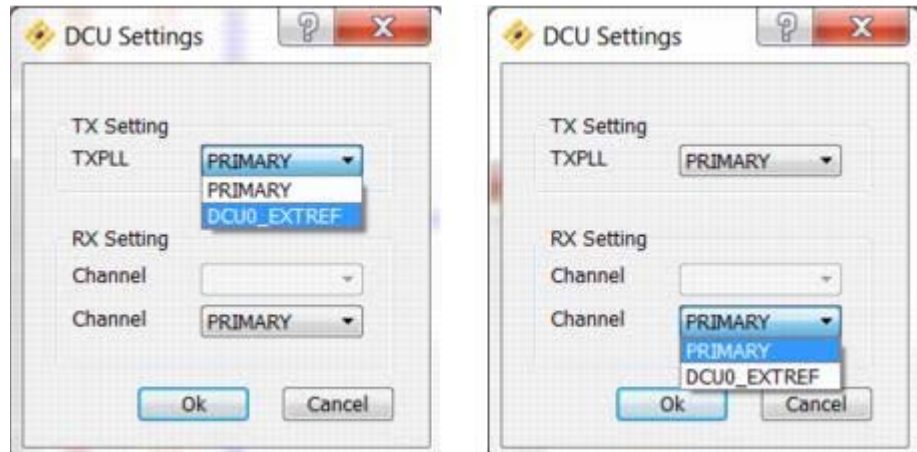 DCU Settings
TX Setting
TXPLL PRIMARY
PRIMARY
DCU0_EXTREF
RX Setting
Channel
Channel PRIMARY
Ok Cancel
DCU Settings
TX Setting
TXPLL PRIMARY
RX Setting
Channel
Channel PRIMARY
PRIMARY
DCU0_EXTREF
Ok Cancel